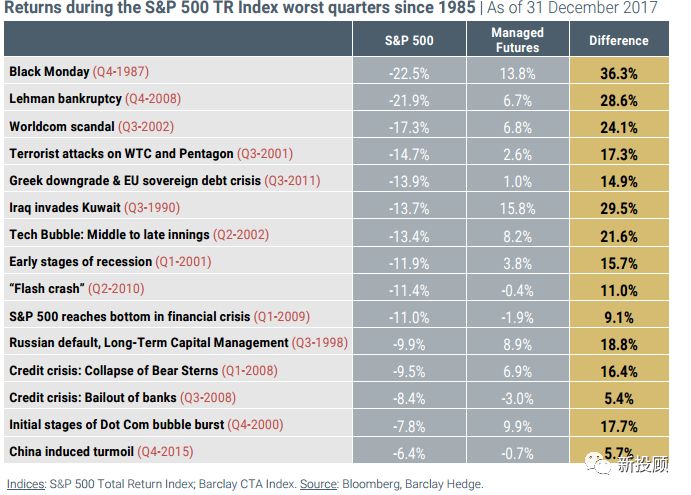 Returns during the S&P 500 TR Index worst quarters since 1985 | As of 31 December 2017
S&P 500 Managed Futures Difference
Black Monday (Q4-1987) -22.5% 13.8% 36.3%
Lehman bankruptcy (Q4-2008) -21.9% 6.7% 28.6%
Worldcom scandal (Q3-2002) -17.3% 6.8% 24.1%
Terrorist attacks on WTC and Pentagon (Q3-2001) -14.7% 2.6% 17.3%
Greek downgrade & EU sovereign debt crisis (Q3-2011) -13.9% 1.0% 14.9%
Iraq invades Kuwait (Q3-1990) -13.7% 15.8% 29.5%
Tech Bubble: Middle to late innings (Q2-2002) -13.4% 8.2% 21.6%
Early stages of recession (Q1-2001) -11.9% 3.8% 15.7%
“Flash crash” (Q2-2010) -11.4% -0.4% 11.0%
S&P 500 reaches bottom in financial crisis (Q1-2009) -11.0% -1.9% 9.1%
Russian default, Long-Term Capital Management (Q3-1998) -9.9% 8.9% 18.8%
Credit crisis: Collapse of Bear Sterns (Q1-2008) -9.5% 6.9% 16.4%
Credit crisis: Bailout of banks (Q3-2008) -8.4% -3.0% 5.4%
Initial stages of Dot Com bubble burst (Q4-2000) -7.8% 9.9% 17.7%
China induced turmoil (Q4-2015) -6.4% -0.7% 5.7%
新投顾
Indices: S&P 500 Total Return Index; Barclay CTA Index. Source: Bloomberg, Barclay Hedge.